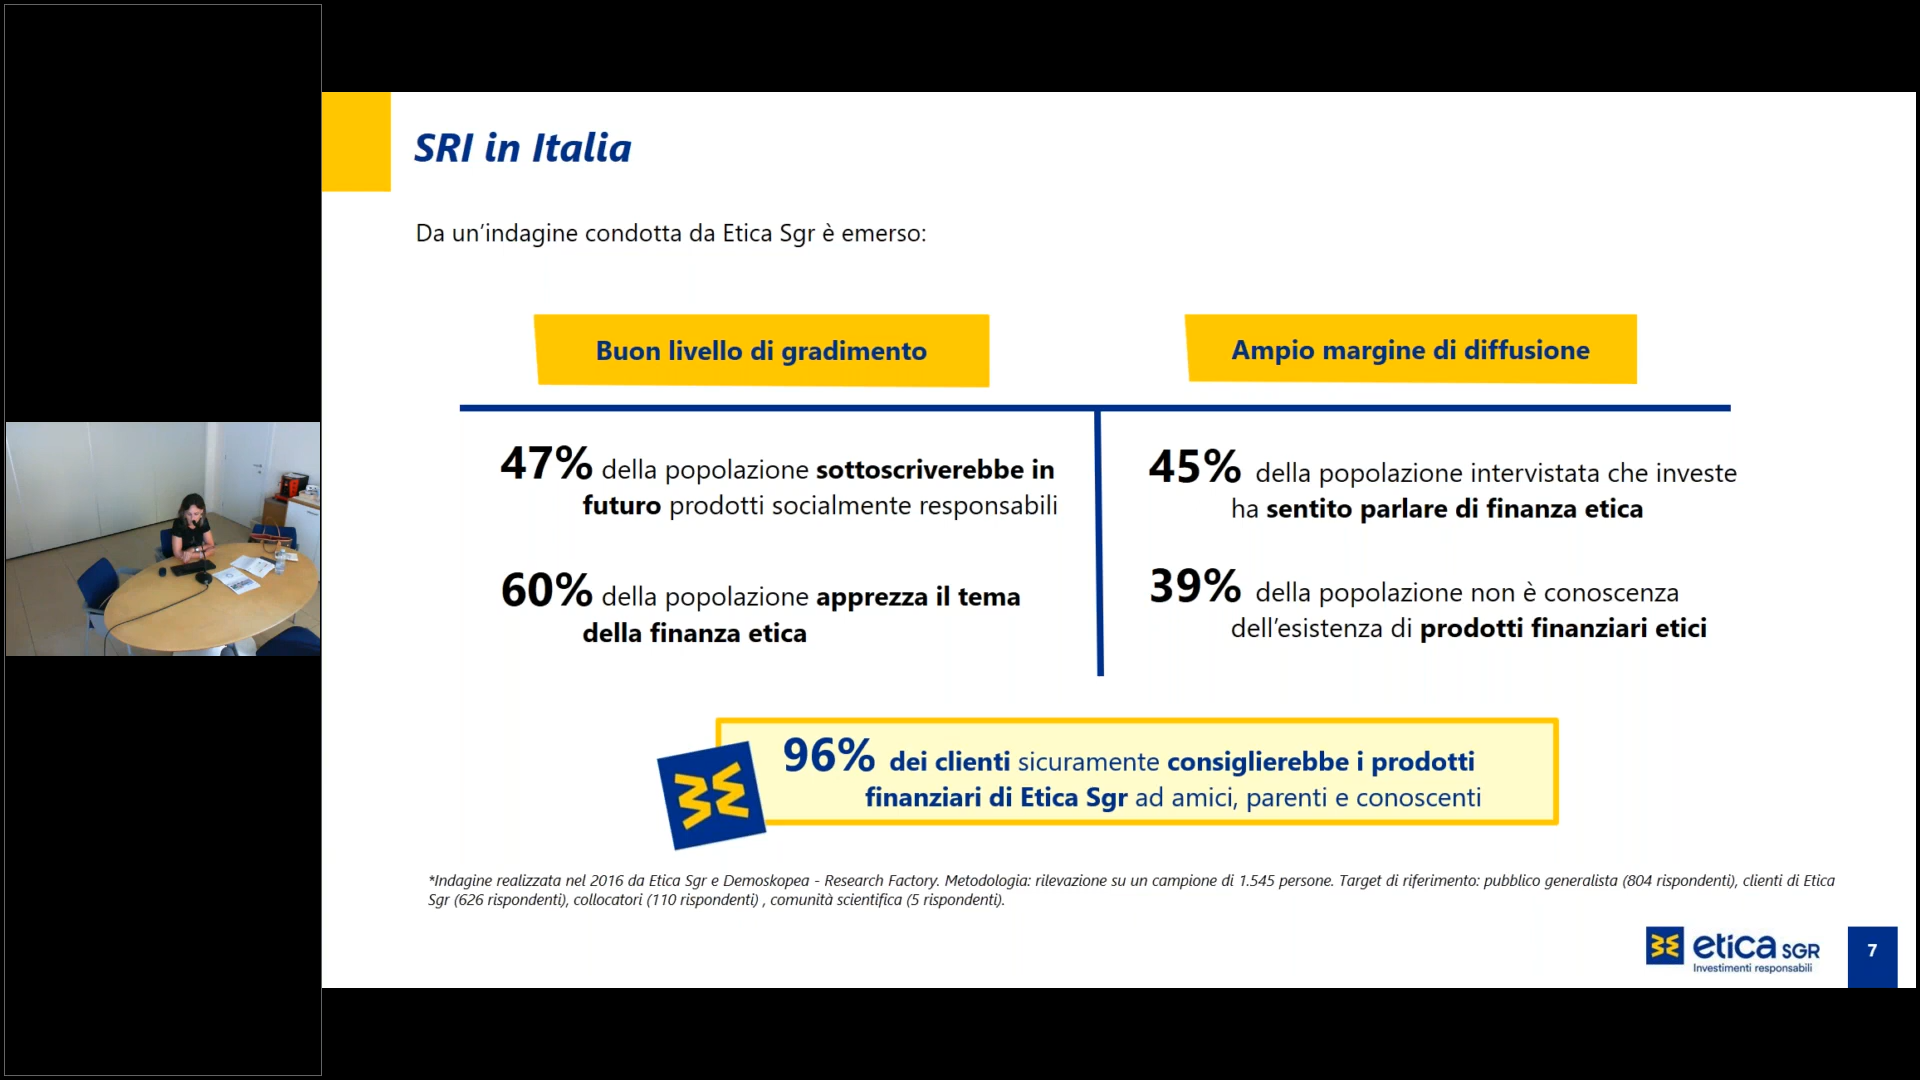 SRI in Italia
Da un’indagine condotta da Etica Sgr è emerso:
Buon livello di gradimento
47% della popolazione sottoscriverebbe in
futuro prodotti socialmente responsabili
60% della popolazione apprezza il tema
della finanza etica
Ampio margine di diffusione
45% della popolazione intervistata che investe
ha sentito parlare di finanza etica
39% della popolazione non è conoscenza
dell’esistenza di prodotti finanziari etici
96% dei clienti sicuramente consiglierebbe i prodotti
finanziari di Etica Sgr ad amici, parenti e conoscenti
*Indagine realizzata nel 2016 da Etica Sgr e Demoskopea - Research Factory. Metodologia: rilevazione su un campione di 1.545 persone. Target di riferimento: pubblico generalista (804 rispondenti), clienti di Etica
Sgr (626 rispondenti), collocatori (110 rispondenti) , comunità scientifica (5 rispondenti).
etica SGR
Investimenti responsabili
7